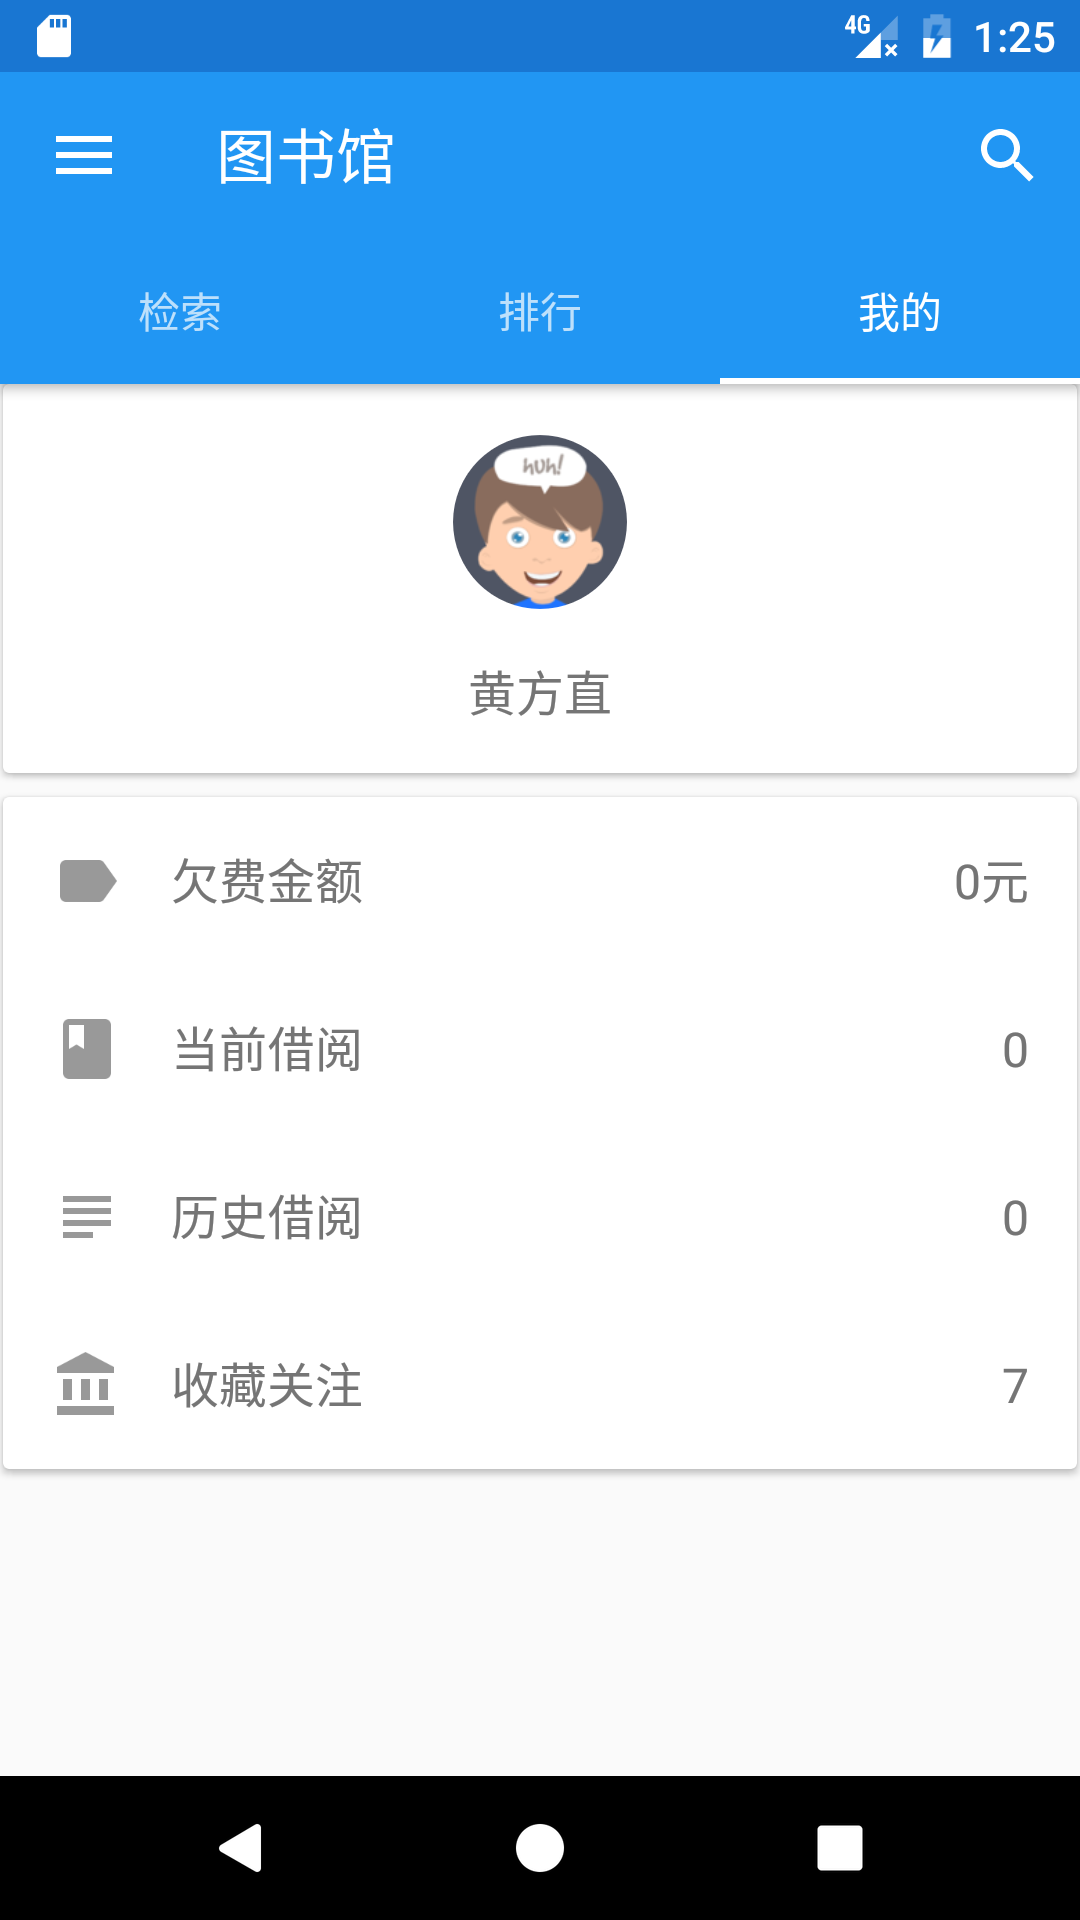 4G 1:25
图书馆
检索 排行 我的
huh!
黄方直
欠费金额 0元
当前借阅 0
历史借阅 0
收藏关注 7